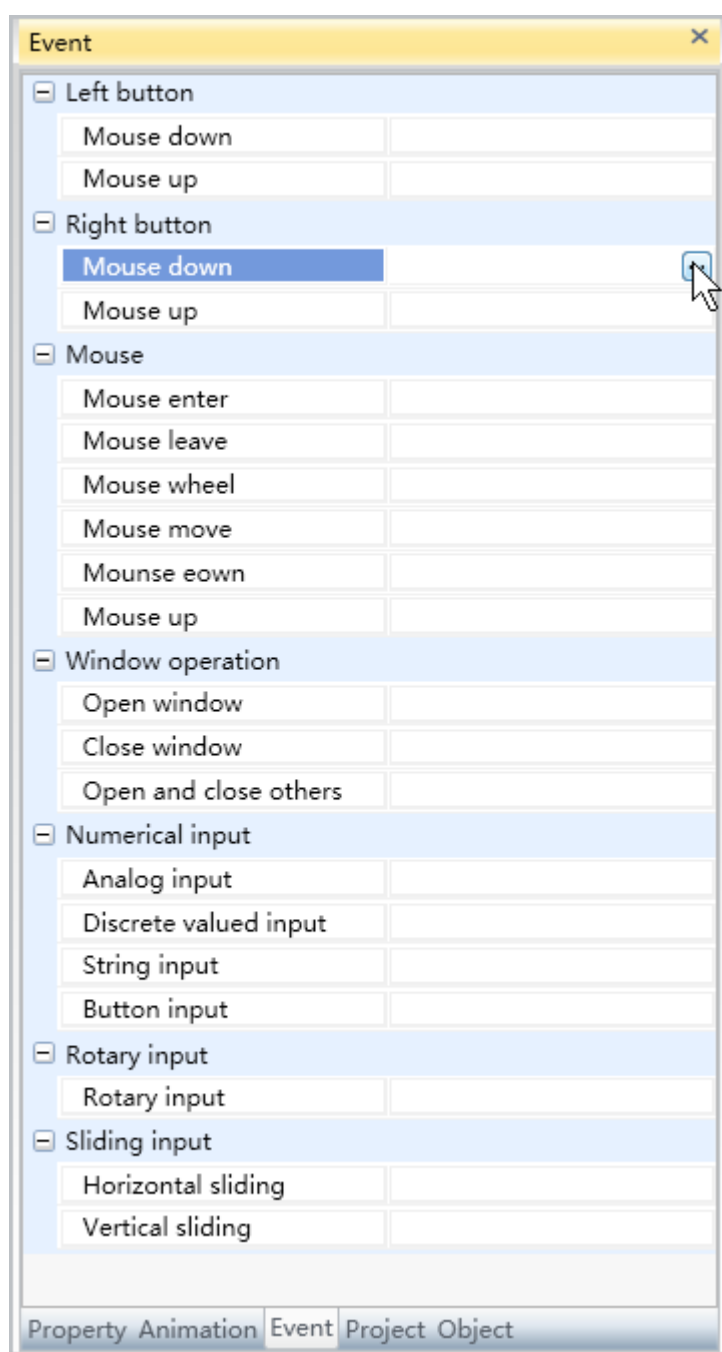 Event
Left button
Mouse down
Mouse up
Right button
Mouse down
Mouse up
Mouse
Mouse enter
Mouse leave
Mouse wheel
Mouse move
Mounse eown
Mouse up
Window operation
Open window
Close window
Open and close others
Numerical input
Analog input
Discrete valued input
String input
Button input
Rotary input
Rotary input
Sliding input
Horizontal sliding
Vertical sliding
Property Animation Event Project Object